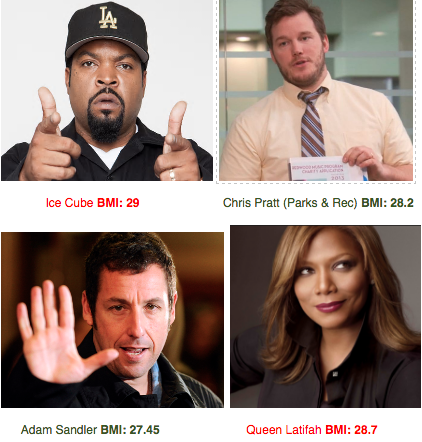 LA
Ice Cube BMI: 29
Chris Pratt (Parks & Rec) BMI: 28.2
Adam Sandler BMI: 27.45
Queen Latifah BMI: 28.7